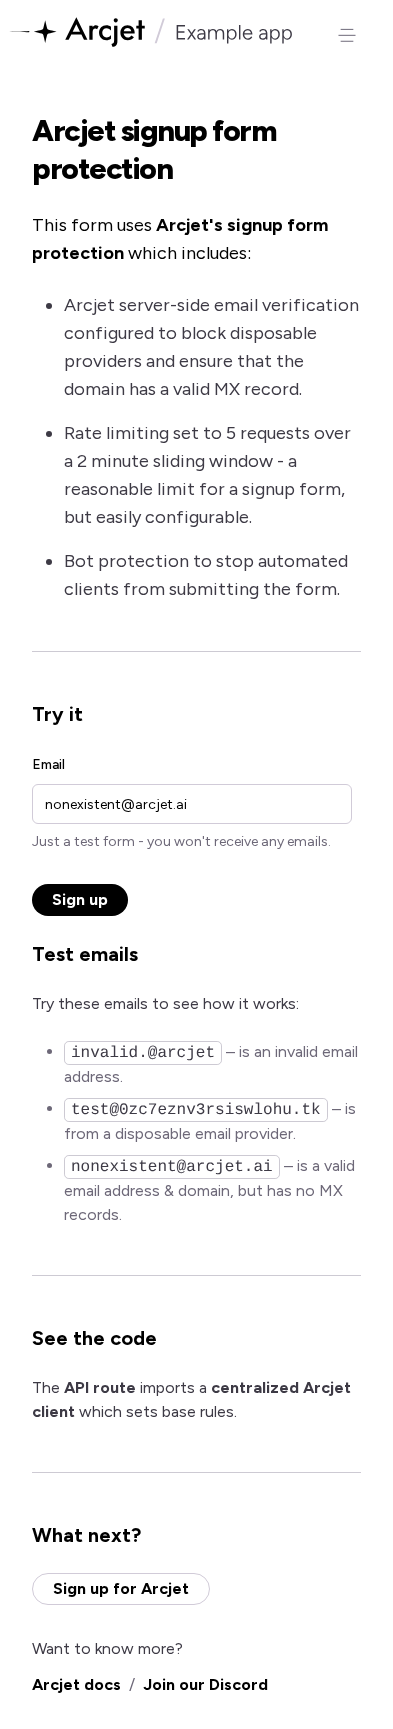 Arcjet / Example app
Arcjet signup form
protection
This form uses Arcjet's signup form
protection which includes:
Arcjet server-side email verification
configured to block disposable
providers and ensure that the
domain has a valid MX record.
Rate limiting set to 5 requests over
a 2 minute sliding window - a
reasonable limit for a signup form,
but easily configurable.
Bot protection to stop automated
clients from submitting the form.
Try it
Email
nonexistent@arcjet.ai
Just a test form - you won't receive any emails.
Sign up
Test emails
Try these emails to see how it works:
invalid.@arcjet – is an invalid email
address.
test@0zc7eznv3rsiswlohu.tk – is
from a disposable email provider.
nonexistent@arcjet.ai – is a valid
email address & domain, but has no MX
records.
See the code
The API route imports a centralized Arcjet
client which sets base rules.
What next?
Sign up for Arcjet
Want to know more?
Arcjet docs / Join our Discord